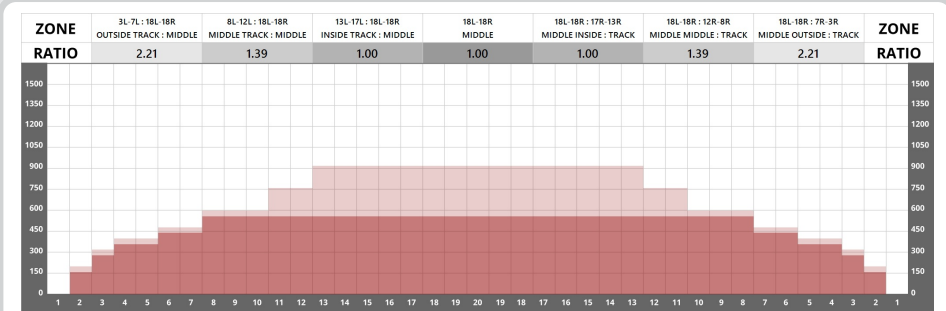 ZONE 3L-7L : 18L-18R 8L-12L : 18L-18R 13L-17L : 18L-18R 18L-18R 18L-18R : 17R-13R 18L-18R : 12R-8R 18L-18R : 7R-3R ZONE
OUTSIDE TRACK : MIDDLE MIDDLE TRACK : MIDDLE INSIDE TRACK : MIDDLE MIDDLE MIDDLE INSIDE : TRACK MIDDLE MIDDLE : TRACK MIDDLE OUTSIDE : TRACK
RATIO 2.21 1.39 1.00 1.00 1.00 1.39 2.21 RATIO
1500 1500
1350 1350
1200 1200
1050 1050
900 900
750 750
600 600
450 450
300 300
150 150
0 0
1 2 3 4 5 6 7 8 9 10 11 12 13 14 15 16 17 18 19 20 19 18 17 16 15 14 13 12 11 10 9 8 7 6 5 4 3 2 1